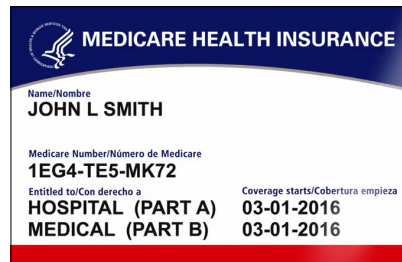 MEDICARE HEALTH INSURANCE
Name/Nombre
JOHN L SMITH
Medicare Number/Número de Medicare
1EG4-TE5-MK72
Entitled to/Con derecho a Coverage starts/Cobertura empieza
HOSPITAL (PART A) 03-01-2016
MEDICAL (PART B) 03-01-2016